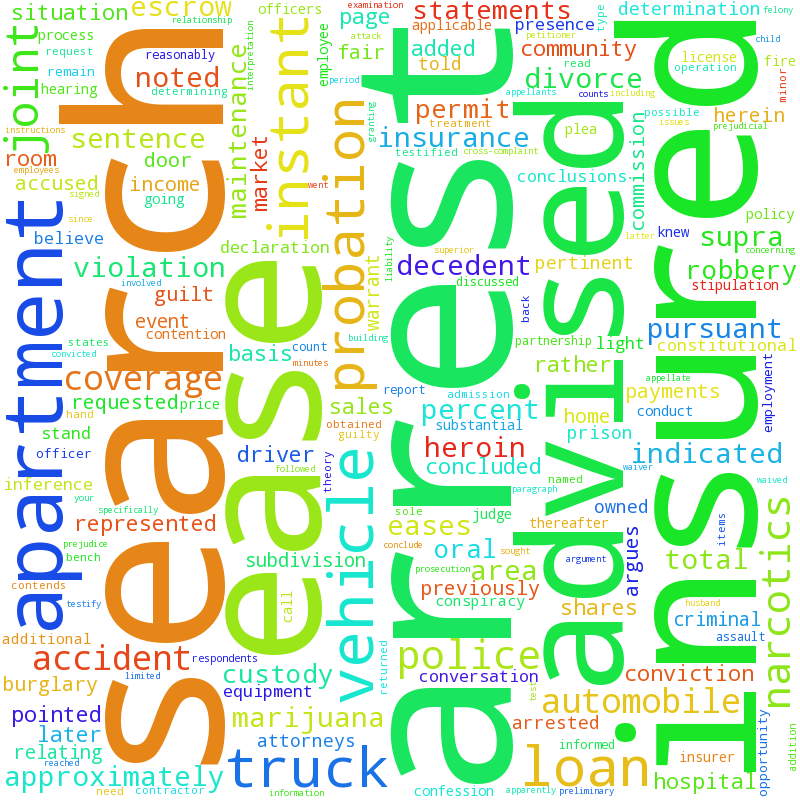 search
ease
arrest
advised
insured
apartment
joint
situation
process
request
remain
hearing
instructions
employees
room
accused
signed
since
believe
involved
states
convicted
hand
stand
officer
inference
your
specifically
prejudice
bench
contends
testify
additional
accident
burglary
pointed
later
limited
relating
reached
approximately
need
contractor
escrow
relationship
officers
reasonably
noted
determining
sentence
door
income
going
violation
guilt
event
contention
coverage
requested
price
represented
respondents
custody
equipment
marijuana
attorneys
truck
information
maintenance
interpretation
market
instant
employee
examination
page
attack
fair
period
went
declaration
basis
count
minutes
driver
followed
subdivision
call
theory
probation
granting
warrant
liability
building
report
sales
obtained
guilty
vehicle
returned
statements
applicable
petitioner
added
told
permit
treatment
insurance
testified
cross-complaint
superior
decedent
discussed
back
admission
percent
substantial
heroin
concluded
paragraph
sole
judge
eases
conclude
oral
area
sought
prosecution
previously
conspiracy
police
conversation
test
arrested
confession
apparently
preliminary
informed
loan
presence
type
community
read
appellants
counts
including
divorce
plea
conclusions
commission
pertinent
latter
partnership
light
rather
home
prison
named
thereafter
waiver
owned
argument
argues
shares
husband
conviction
automobile
insurer
hospital
determination
felony
license
child
operation
fire
minor
possible
issues
herein
prejudicial
policy
knew
concerning
supra
robbery
stipulation
pursuant
constitutional
appellate
payments
employment
conduct
indicated
waived
items
total
narcotics
criminal
assault
opportunity
addition